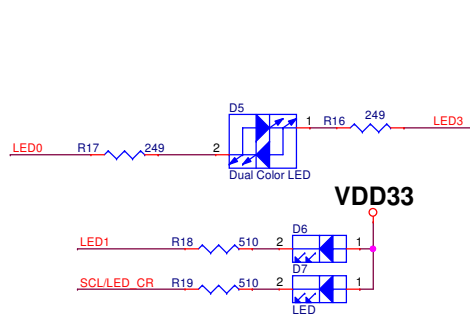 D5
1 R16 249 LED3
LED0 R17 249 2
Dual Color LED
VDD33
D6
LED1 R18 510 2 1
D7
SCL/LED_CR R19 510 2 1
LED